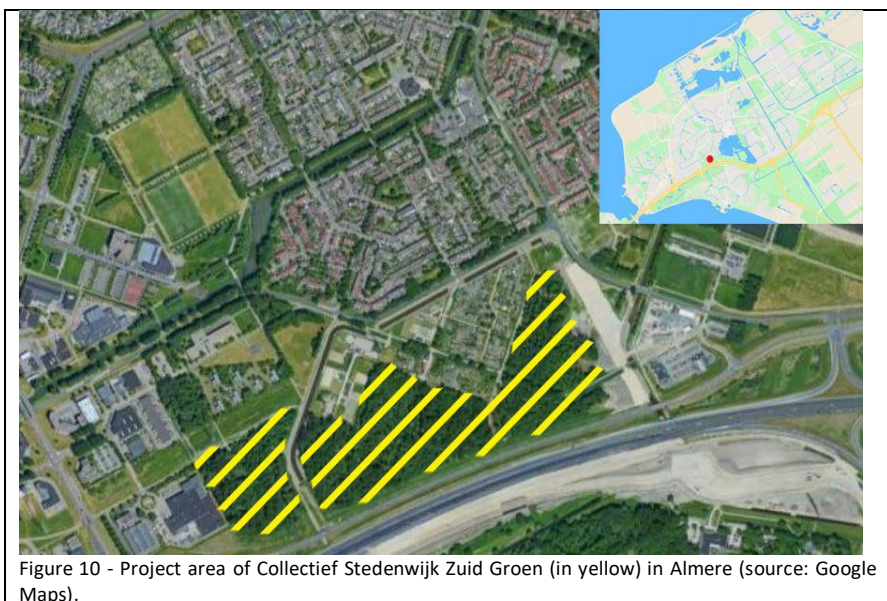 Figure 10 - Project area of Collectief Stedenwijk Zuid Groen (in yellow) in Almere (source: Google
Maps).